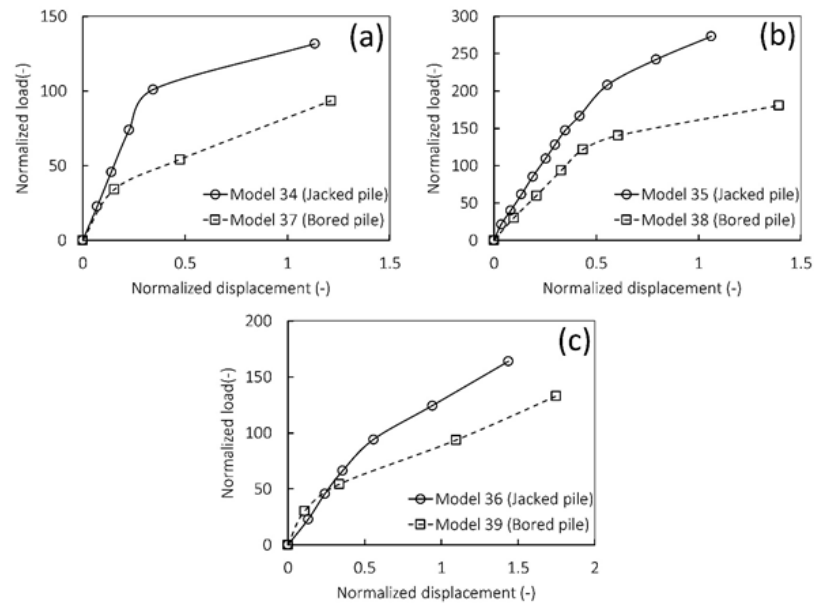 (a)
Normalized load(-)
150
100
50
0
Model 34 (Jacked pile)
Model 37 (Bored pile)
0 0.5 1 1.5
Normalized displacement (-)
(b)
Normalized load(-)
300
250
200
150
100
50
0
Model 35 (Jacked pile)
Model 38 (Bored pile)
0 0.5 1 1.5
Normalized displacement (-)
(c)
Normalized load(-)
200
150
100
50
0
Model 36 (Jacked pile)
Model 39 (Bored pile)
0 0.5 1 1.5 2
Normalized displacement (-)